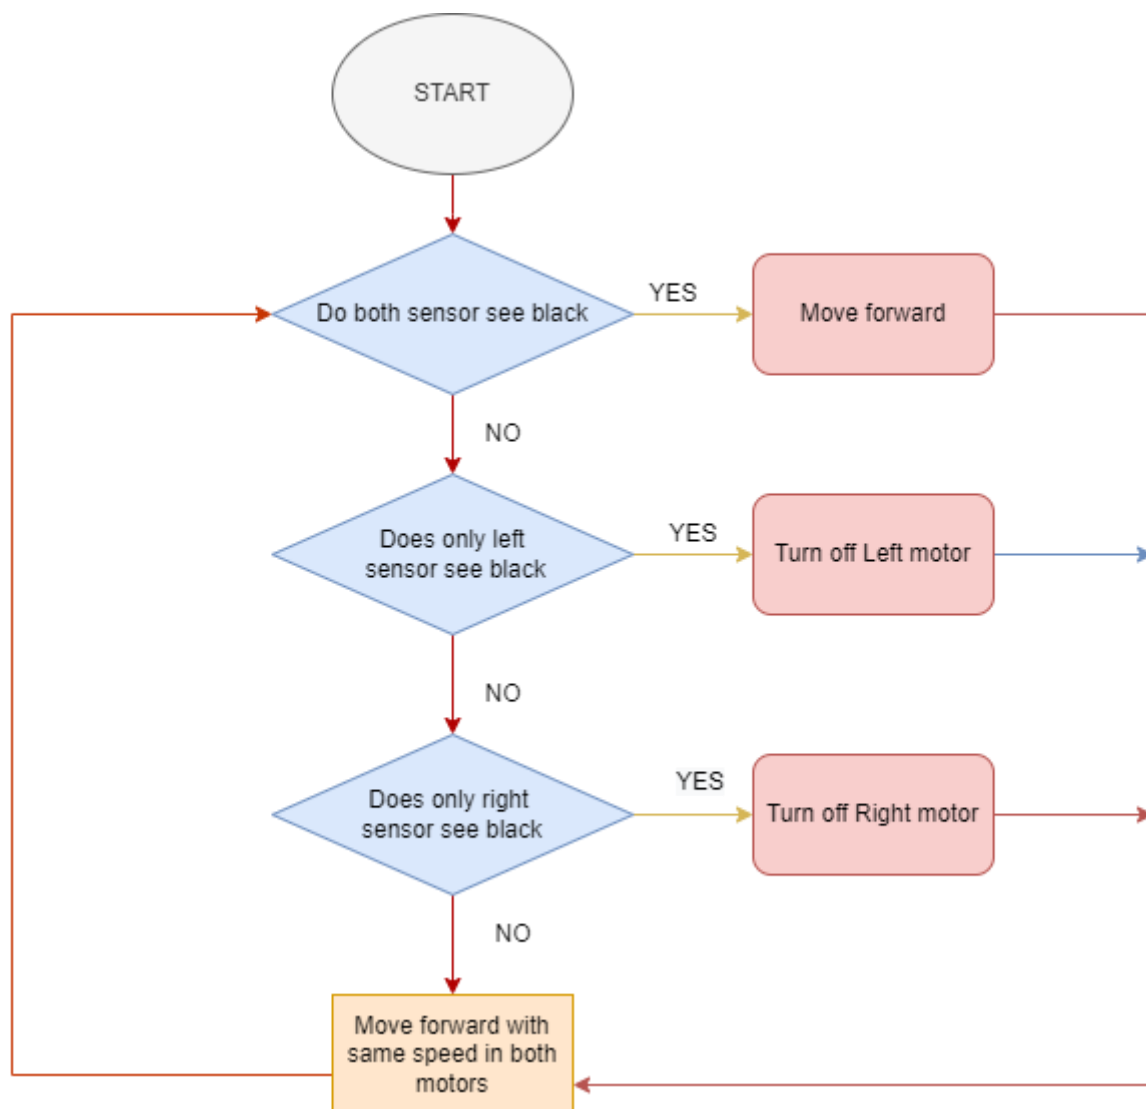 START
Do both sensor see black
YES
Move forward
NO
Does only left
sensor see black
YES
Turn off Left motor
NO
Does only right
sensor see black
YES
Turn off Right motor
NO
Move forward with
same speed in both
motors